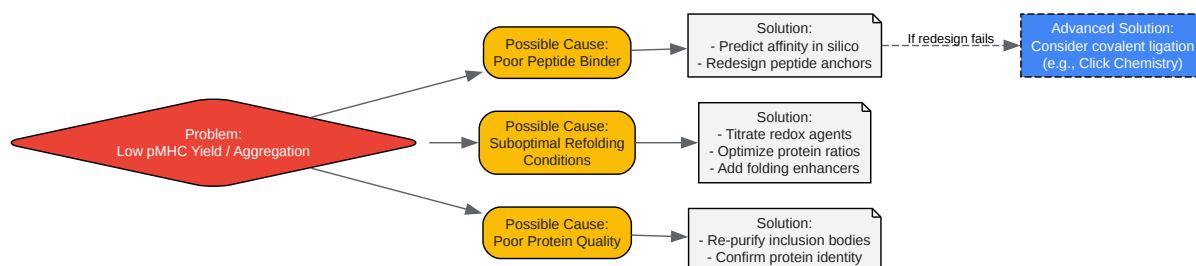 Problem:
Low pMHC Yield / Aggregation
Possible Cause:
Poor Peptide Binder
Solution:
- Predict affinity in silico
- Redesign peptide anchors
If redesign fails
Advanced Solution:
Consider covalent ligation
(e.g., Click Chemistry)
Possible Cause:
Suboptimal Refolding
Conditions
Solution:
- Titrate redox agents
- Optimize protein ratios
- Add folding enhancers
Possible Cause:
Poor Protein Quality
Solution:
- Re-purify inclusion bodies
- Confirm protein identity